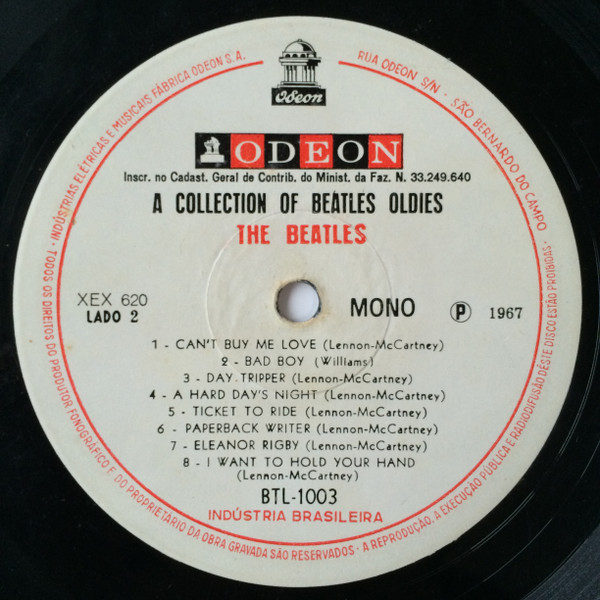 INDÚSTRIAS ELÉTRICAS E MUSICAIS FÁBRICA ODEON S.A.
RUA ODEON S/N - SÃO BERNARDO DO CAMPO
Odeon
ODEON
Inscr. no Cadast. Geral de Contrib. do Minist. da Faz. N. 33.249.640
A COLLECTION OF BEATLES OLDIES
THE BEATLES
XEX 620
LADO 2
MONO
Ⓟ 1967
1 - CAN'T BUY ME LOVE (Lennon-McCartney)
2 - BAD BOY (Williams)
3 - DAY TRIPPER (Lennon-McCartney)
4 - A HARD DAY'S NIGHT (Lennon-McCartney)
5 - TICKET TO RIDE (Lennon-McCartney)
6 - PAPERBACK WRITER (Lennon-McCartney)
7 - ELEANOR RIGBY (Lennon-McCartney)
8 - I WANT TO HOLD YOUR HAND
(Lennon-McCartney)
BTL-1003
INDÚSTRIA BRASILEIRA
TODOS OS DIREITOS DO PRODUTOR FONOGRÁFICO E DO PROPRIETÁRIO DA OBRA GRAVADA SÃO RESERVADOS - A REPRODUÇÃO, A EXECUÇÃO PÚBLICA E RADIODIFUSÃO DÊSTE DISCO ESTÃO PROIBIDAS -